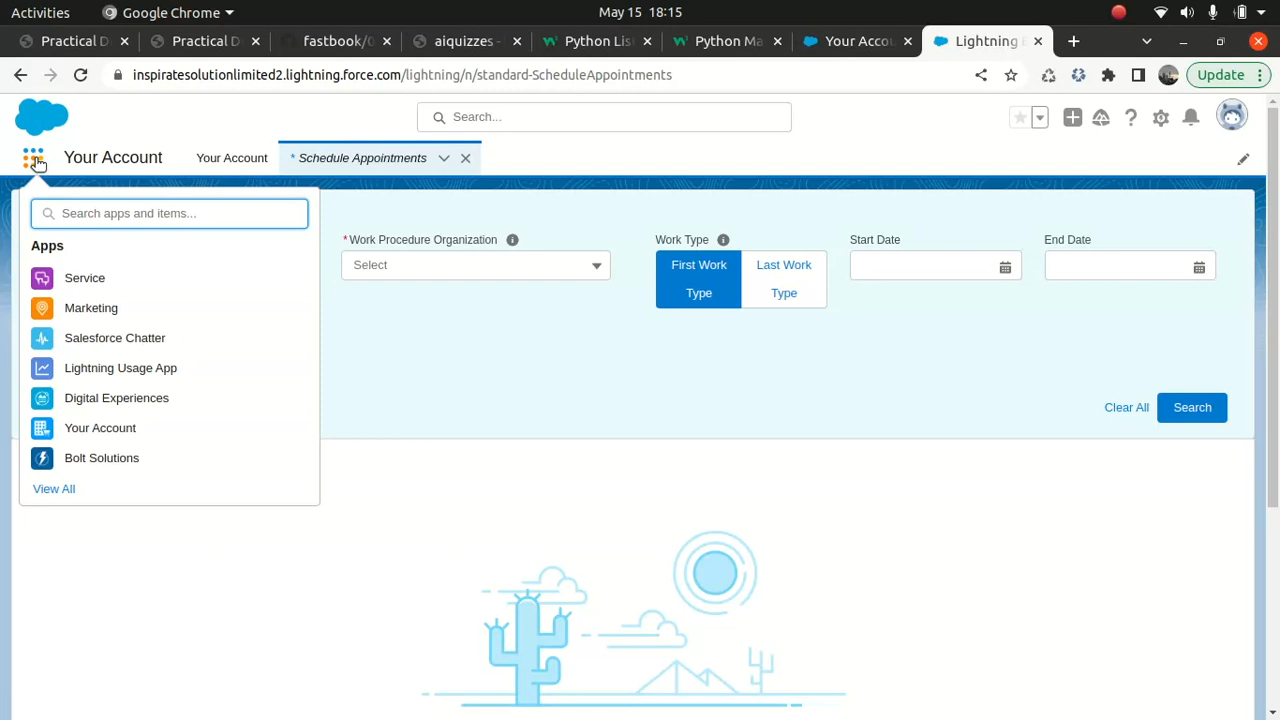 Activities
Google Chrome
May 15 18:15
Practical D
Practical D
fastbook/0
aiquizzes -
Python Lis
Python Ma
Your Accou
Lightning E
inspiratesolutionlimited2.lightning.force.com/lightning/n/standard-ScheduleAppointments
Update
Search...
Your Account
Your Account
* Schedule Appointments
Search apps and items...
Apps
Service
Marketing
Salesforce Chatter
Lightning Usage App
Digital Experiences
Your Account
Bolt Solutions
View All
*Work Procedure Organization
Select
Work Type
First Work
Type
Last Work
Type
Start Date
End Date
Clear All
Search